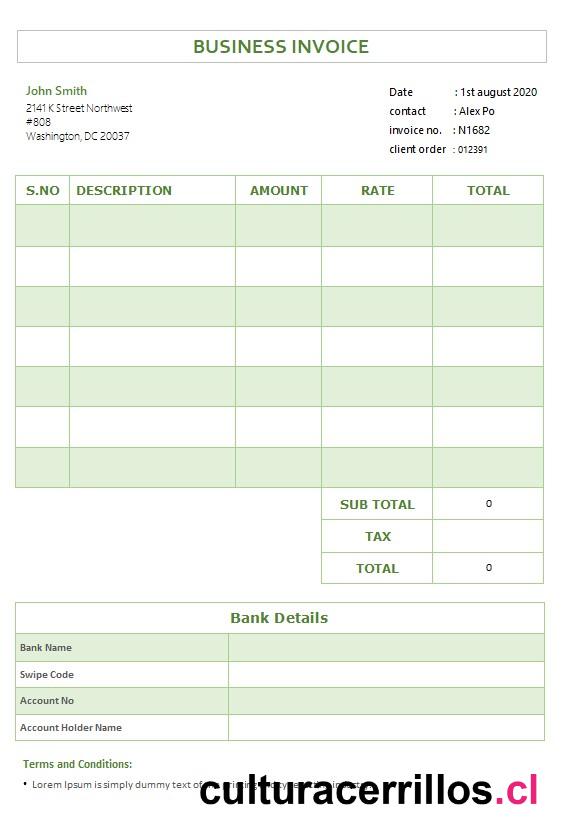 BUSINESS INVOICE
John Smith
2141 K Street Northwest
#808
Washington, DC 20037
Date : 1st august 2020
contact : Alex Po
invoice no. : N1682
client order : 012391
S.NO DESCRIPTION AMOUNT RATE TOTAL
SUB TOTAL 0
TAX
TOTAL 0
Bank Details
Bank Name
Swipe Code
Account No
Account Holder Name
Terms and Conditions:
• Lorem Ipsum is simply dummy text of
culturacerrillos.cl